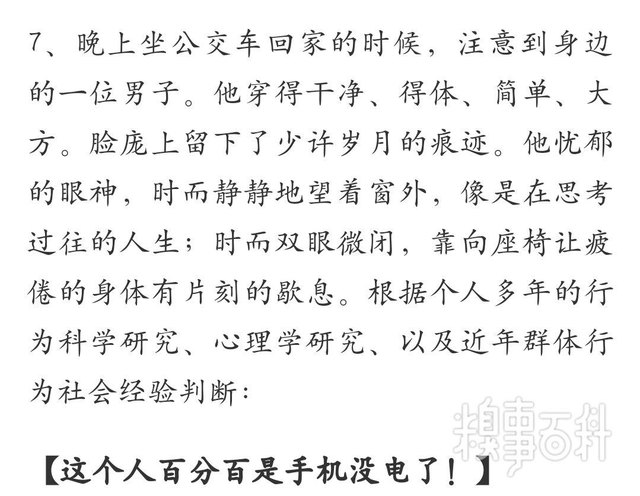 7、晚上坐公交车回家的时候，注意到身边
的一位男子。他穿得干净、得体、简单、大
方。脸庞上留下了少许岁月的痕迹。他忧郁
的眼神，时而静静地望着窗外，像是在思考
过往的人生；时而双眼微闭，靠向座椅让疲
倦的身体有片刻的歇息。根据个人多年的行
为科学研究、心理学研究、以及近年群体行
为社会经验判断：
糗事百科
【这个人百分百是手机没电了！】